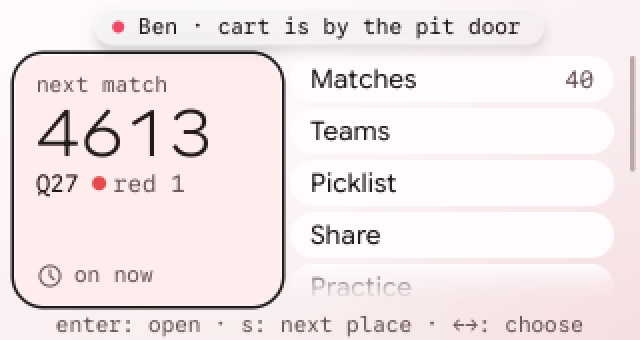 Ben · cart is by the pit door
next match
4613
Q27 red 1
on now
Matches 40
Teams
Picklist
Share
Practice
enter: open · s: next place · ↔: choose